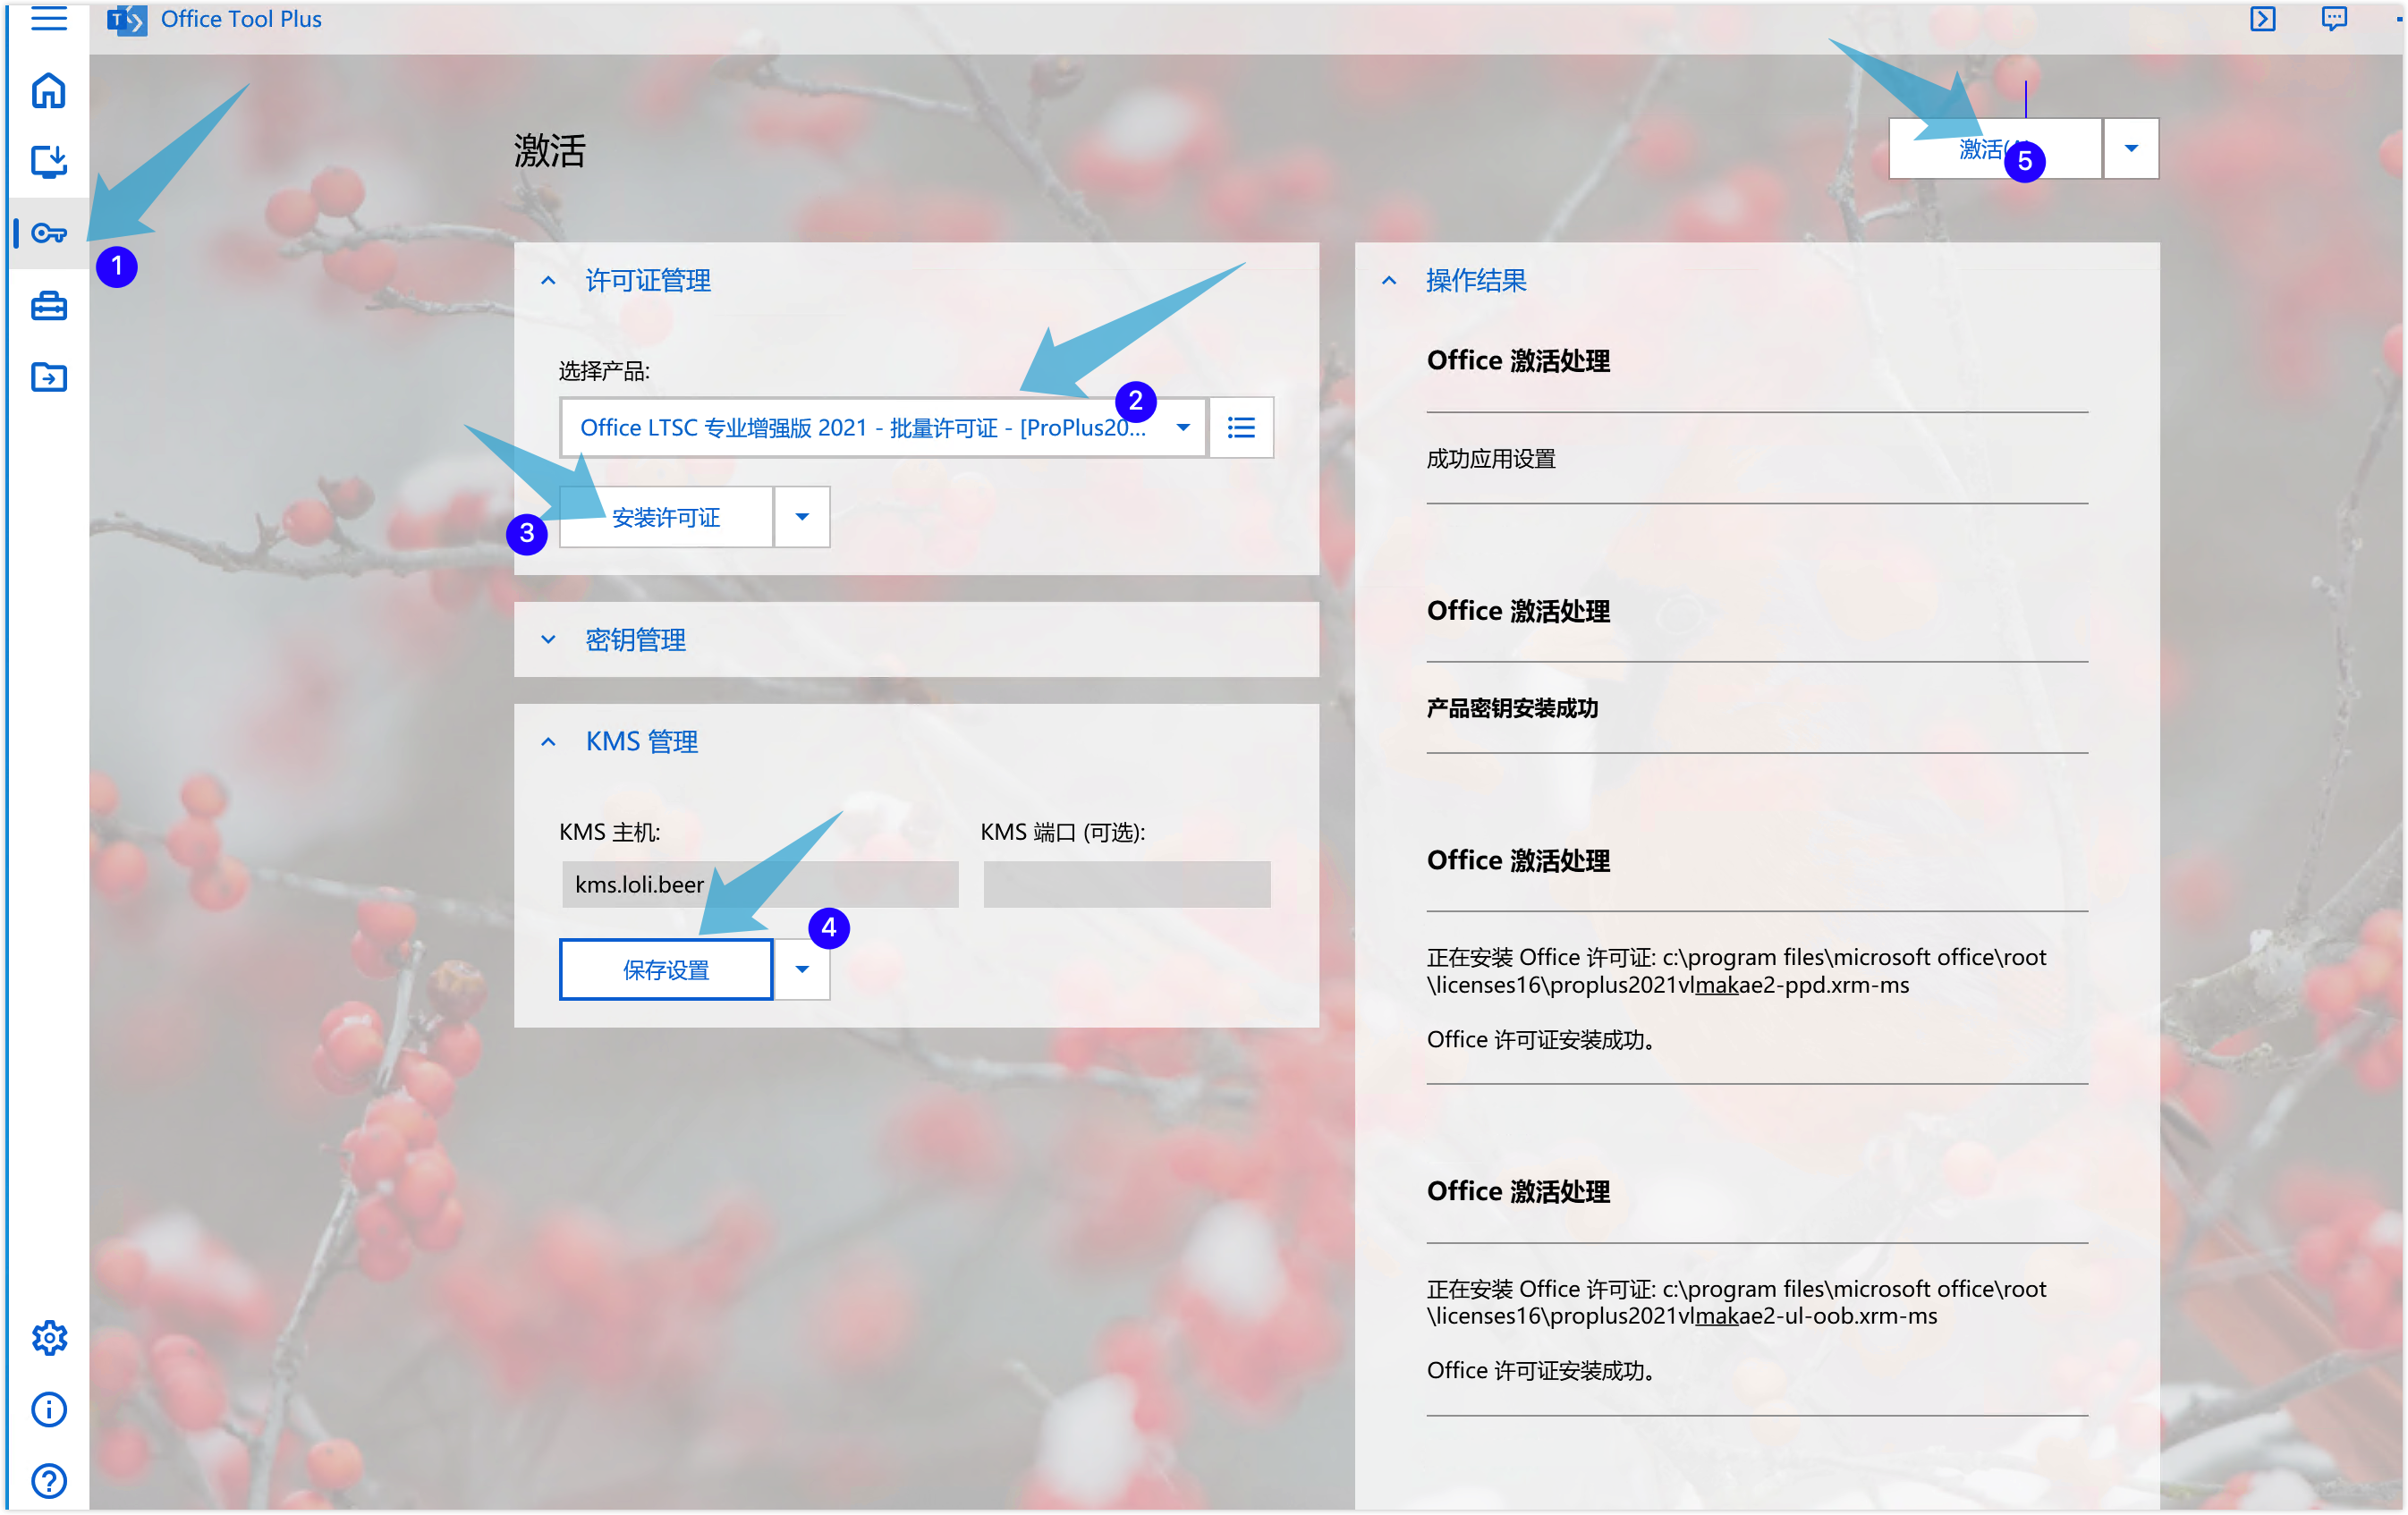 Office Tool Plus
激活
激活(
5
1
许可证管理
选择产品:
2
Office LTSC 专业增强版 2021 - 批量许可证 - [ProPlus20...
3
安装许可证
密钥管理
KMS 管理
KMS 主机:
KMS 端口 (可选):
kms.loli.beer
4
保存设置
操作结果
Office 激活处理
成功应用设置
Office 激活处理
产品密钥安装成功
Office 激活处理
正在安装 Office 许可证: c:\program files\microsoft office\root
\licenses16\proplus2021vlmakae2-ppd.xrm-ms
Office 许可证安装成功。
Office 激活处理
正在安装 Office 许可证: c:\program files\microsoft office\root
\licenses16\proplus2021vlmakae2-ul-oob.xrm-ms
Office 许可证安装成功。